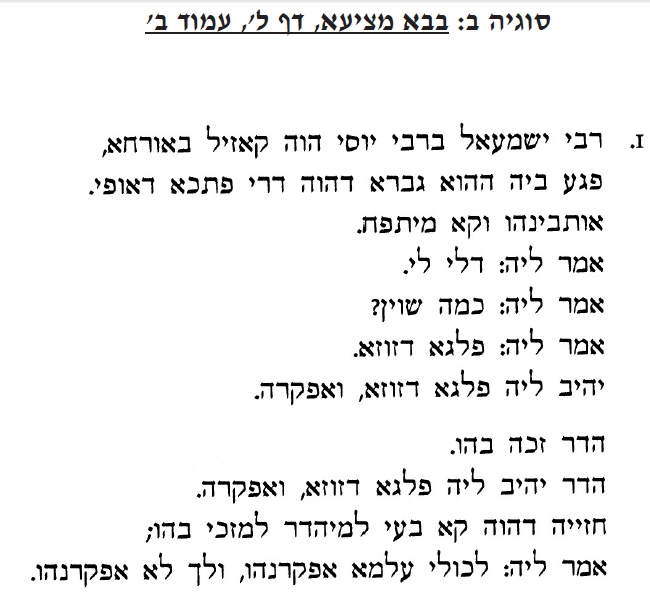 סוגיה ב: בבא מציעא, דף ל', עמוד ב'
1. רבי ישמעאל ברבי יוסי הוה קאזיל באורחא,
פגע ביה ההוא גברא דהוה דרי פתכא דאופי.
אותבינהו וקא מיתפח.
אמר ליה: דלי לי.
אמר ליה: כמה שוין?
אמר ליה: פלגא דזוזא.
יהיב ליה פלגא דזוזא, ואפקרה.
הדר זכה בהו.
הדר יהיב ליה פלגא דזוזא, ואפקרה.
חזייה דהוה קא בעי למיהדר למזכי בהו;
אמר ליה: לכולי עלמא אפקרנהו, ולך לא אפקרנהו.